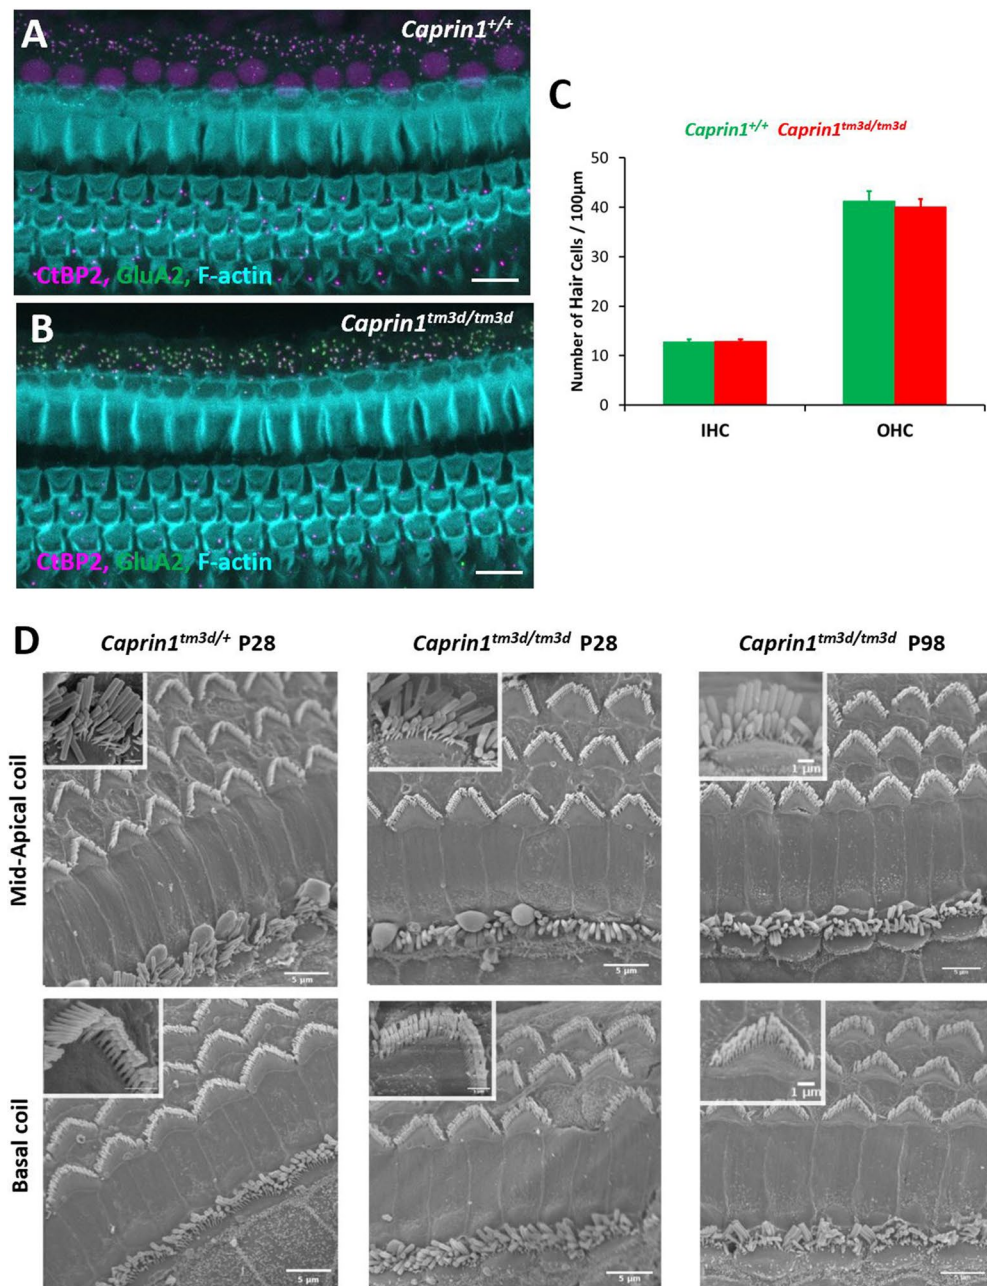 A
Caprin1+/+
CtBP2, GluA2, F-actin
B
Caprin1tm3d/tm3d
CtBP2, GluA2, F-actin
C
Caprin1+/+ Caprin1tm3d/tm3d
Number of Hair Cells / 100µm
50
40
30
20
10
0
IHC
OHC
D
Caprin1tm3d/+ P28
Caprin1tm3d/tm3d P28
Caprin1tm3d/tm3d P98
Mid-Apical coil
1 µm
5 µm
5 µm
5 µm
Basal coil
1 µm
5 µm
5 µm